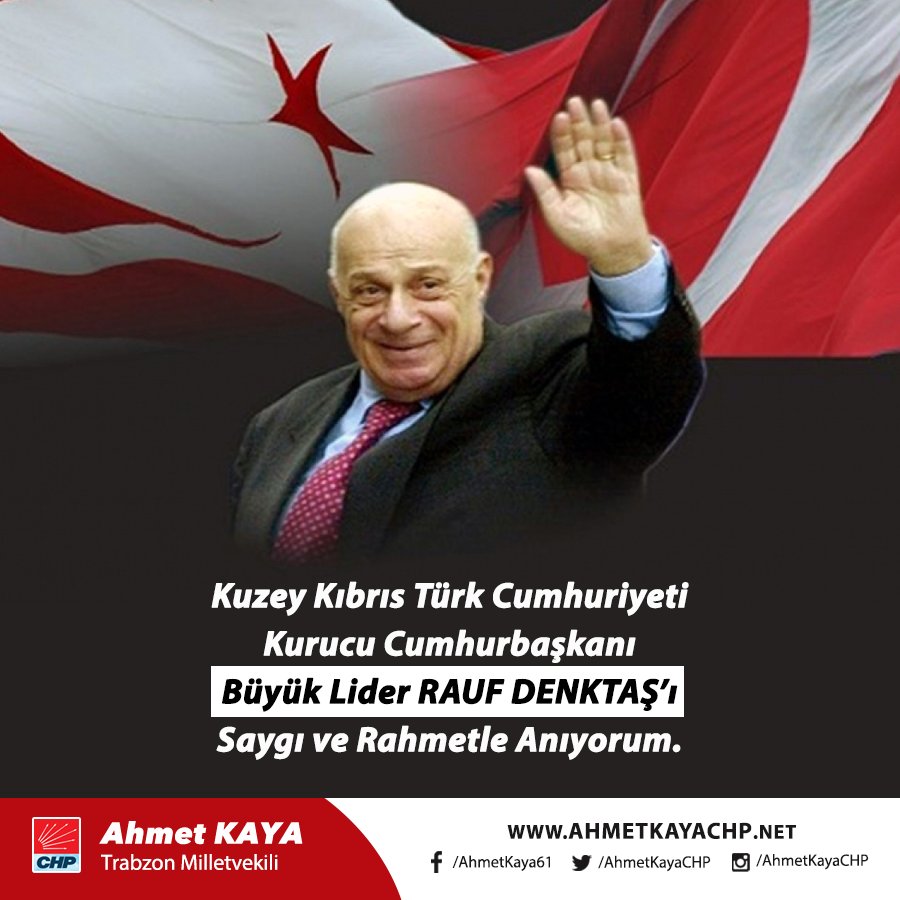 Kuzey Kıbrıs Türk Cumhuriyeti
Kurucu Cumhurbaşkanı
Büyük Lider RAUF DENKTAŞ'ı
Saygı ve Rahmetle Anıyorum.
CHP
Ahmet KAYA
Trabzon Milletvekili
WWW.AHMETKAYACHP.NET
/AhmetKaya61 /AhmetKayaCHP /AhmetKayaCHP